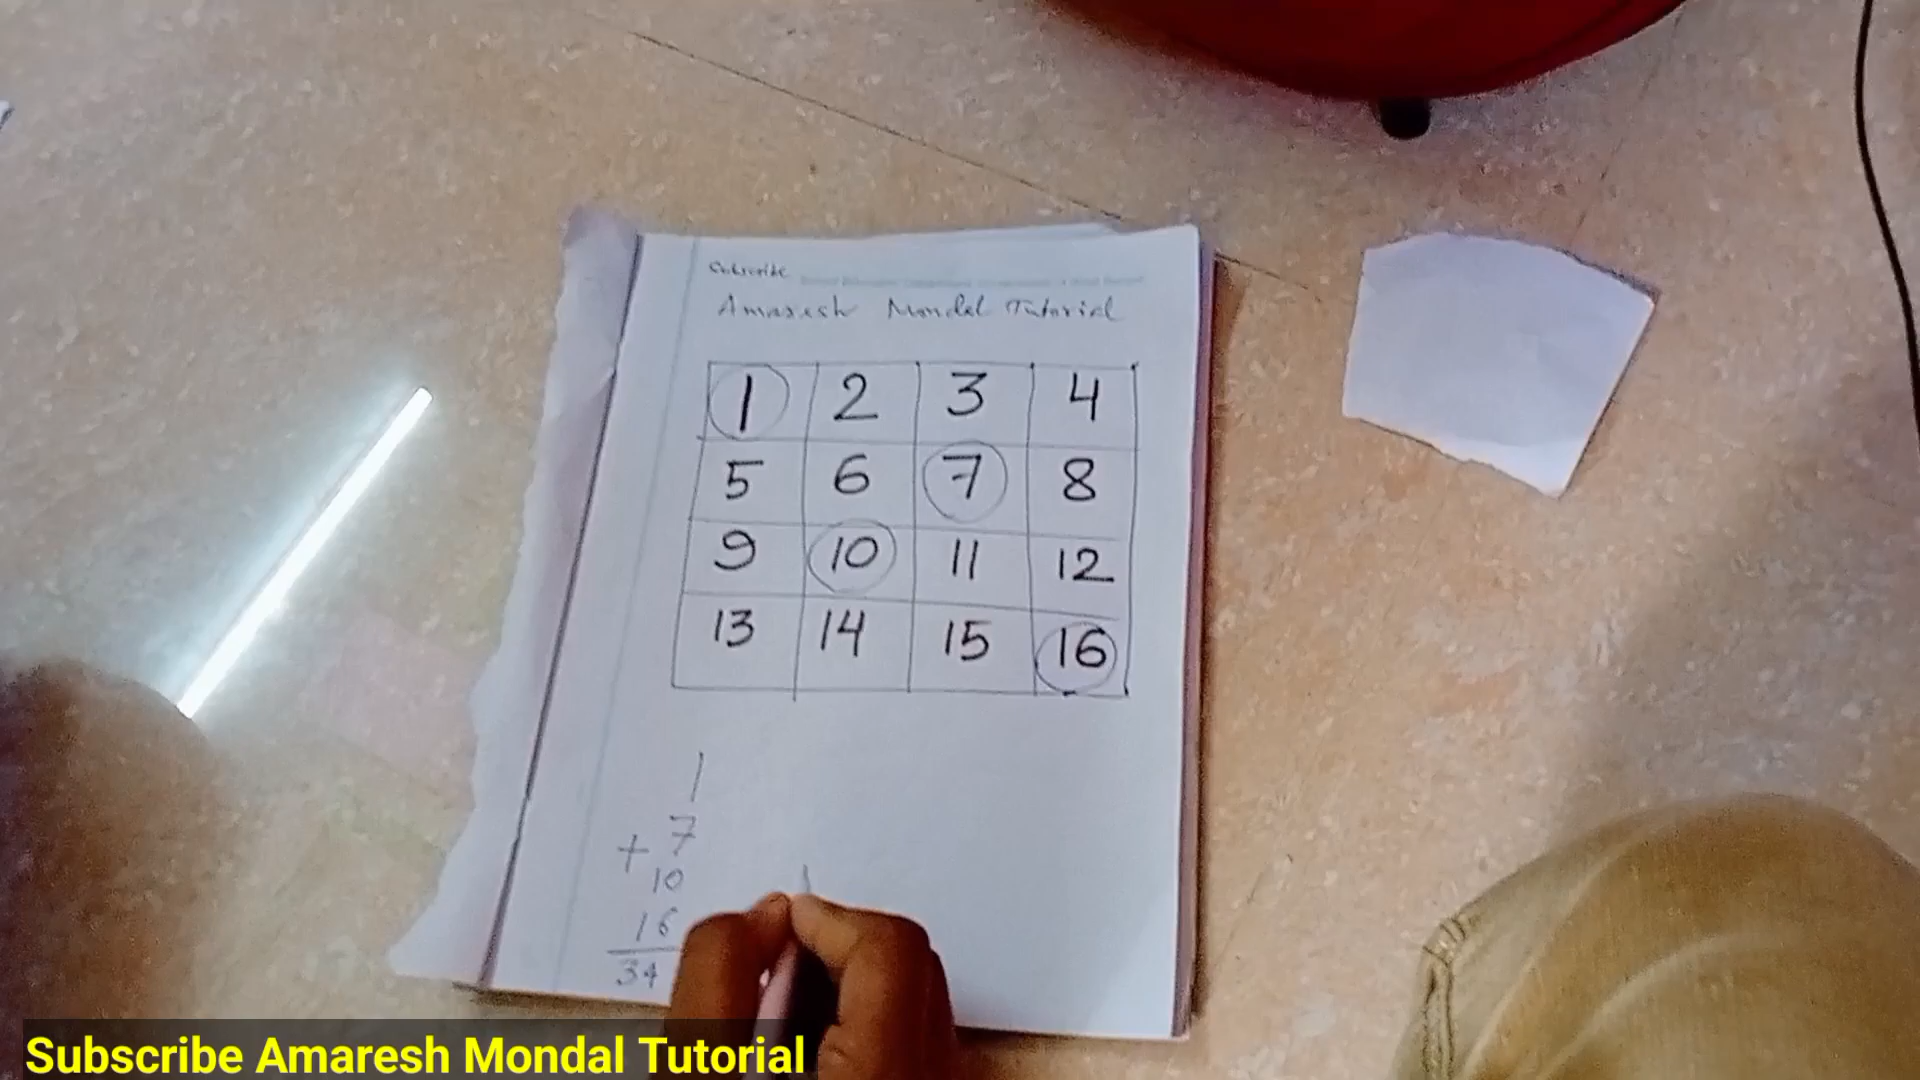 Subscribe
Amaresh Mondal Tutorial
1 2 3 4
5 6 7 8
9 10 11 12
13 14 15 16
1
7
+
10
16
34
Subscribe Amaresh Mondal Tutorial